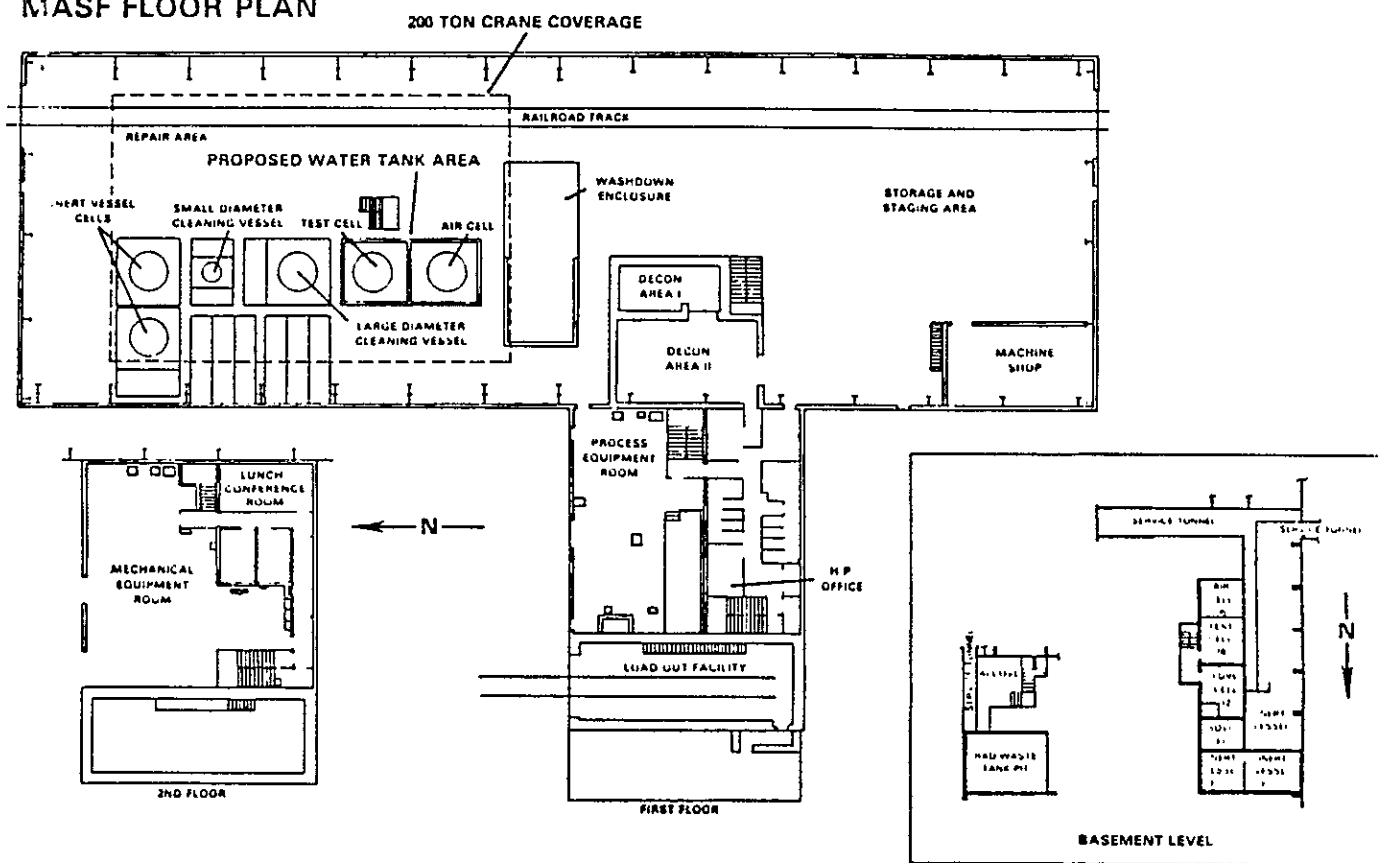 MASF FLOOR PLAN
200 TON CRANE COVERAGE
RAILROAD TRACK
REPAIR AREA
PROPOSED WATER TANK AREA
WASHDOWN
ENCLOSURE
STORAGE AND
STAGING AREA
VESSEL
CELLS
SMALL DIAMETER
CLEANING VESSEL
TEST CELL
AIR CELL
LARGE DIAMETER
CLEANING VESSEL
DECON
AREA I
DECON
AREA II
MACHINE
SHOP
PROCESS
EQUIPMENT
ROOM
LUNCH
CONFERENCE
ROOM
N
MECHANICAL
EQUIPMENT
ROOM
H P
OFFICE
LOAD OUT FACILITY
2ND FLOOR
FIRST FLOOR
SERVICE TUNNEL
SERVICE TUNNEL
N
RAD WASTE
TANK PIT
BASEMENT LEVEL